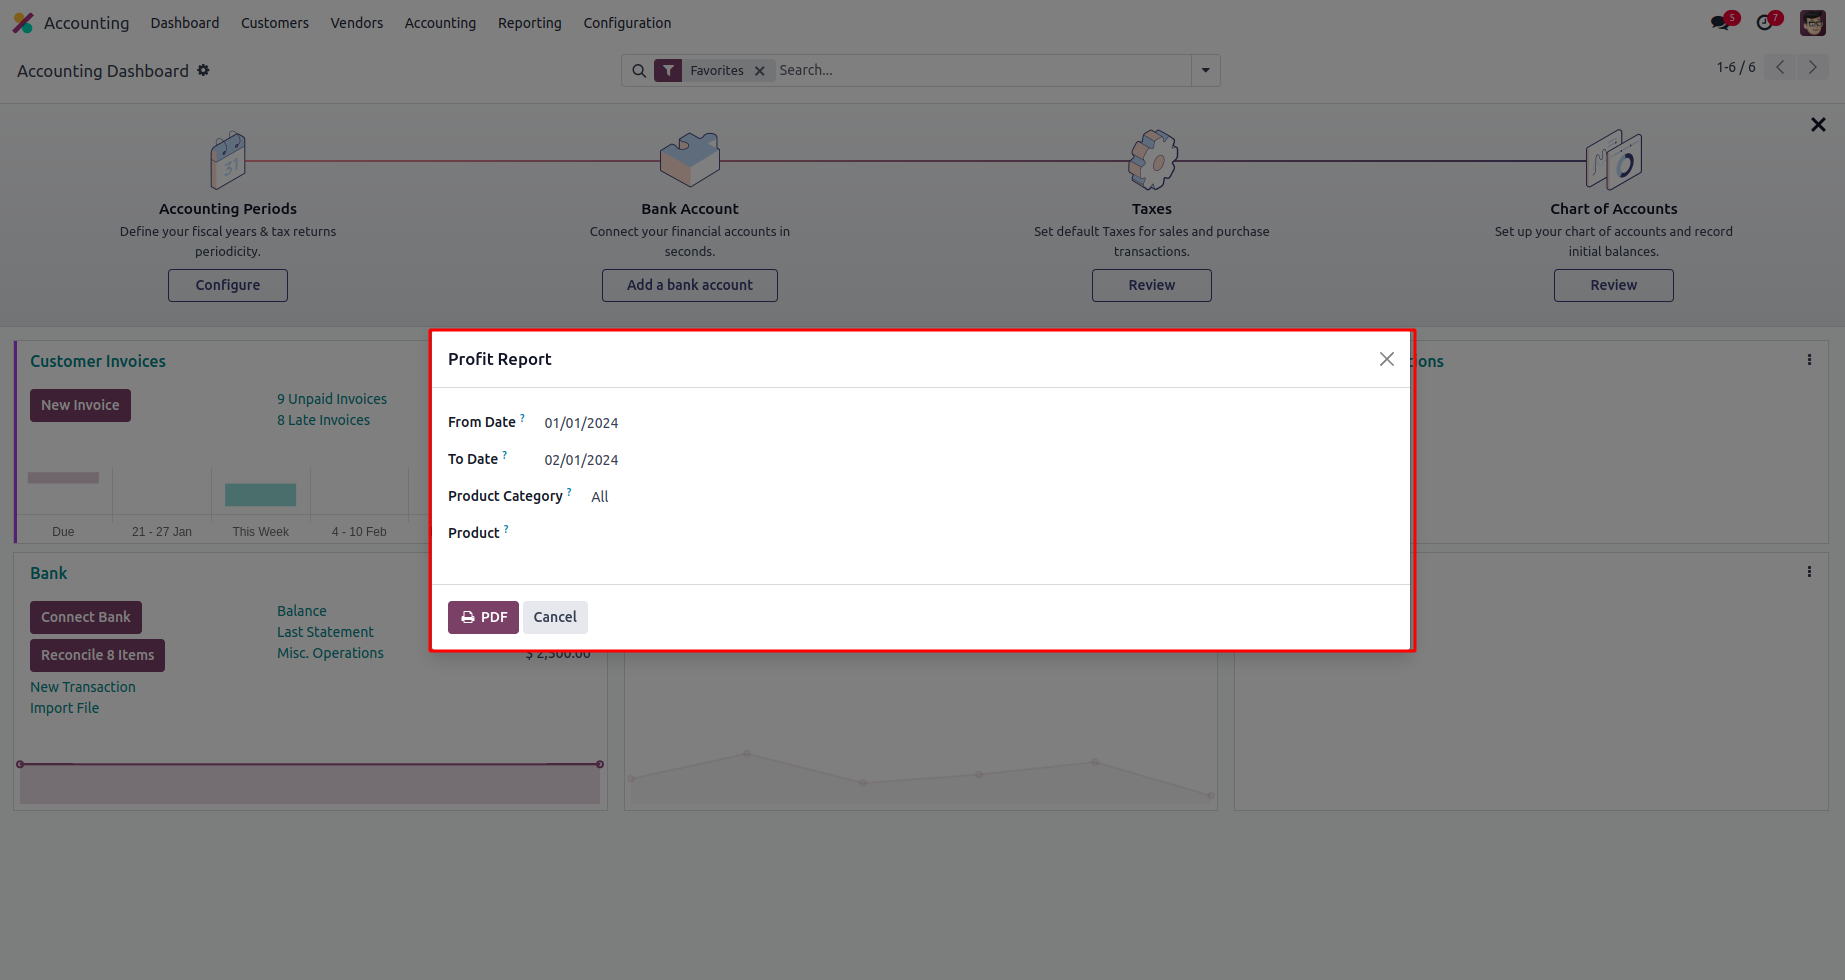 Accounting Dashboard Customers Vendors Accounting Reporting Configuration 5 7
Accounting Dashboard Favorites Search... 1-6 / 6
31
Accounting Periods
Define your fiscal years & tax returns
periodicity.
Configure
Bank Account
Connect your financial accounts in
seconds.
Add a bank account
Taxes
Set default Taxes for sales and purchase
transactions.
Review
Chart of Accounts
Set up your chart of accounts and record
initial balances.
Review
Customer Invoices
New Invoice
9 Unpaid Invoices
8 Late Invoices
Due 21 - 27 Jan This Week 4 - 10 Feb
Profit Report
From Date ? 01/01/2024
To Date ? 02/01/2024
Product Category ? All
Product ?
PDF Cancel
Bank
Connect Bank
Reconcile 8 Items
New Transaction
Import File
Balance
Last Statement
Misc. Operations $ 2,500.00